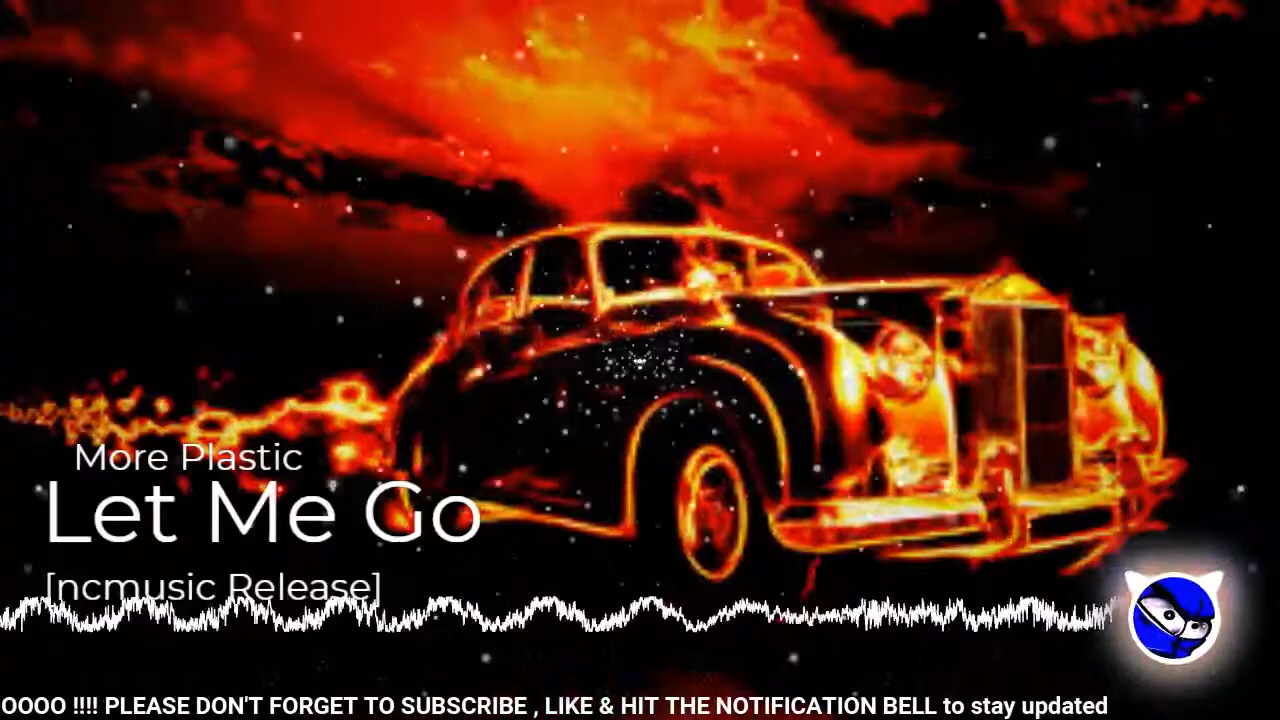 More Plastic
Let Me Go
[ncmusic Release]
OOOO !!!! PLEASE DON'T FORGET TO SUBSCRIBE , LIKE & HIT THE NOTIFICATION BELL to stay updated